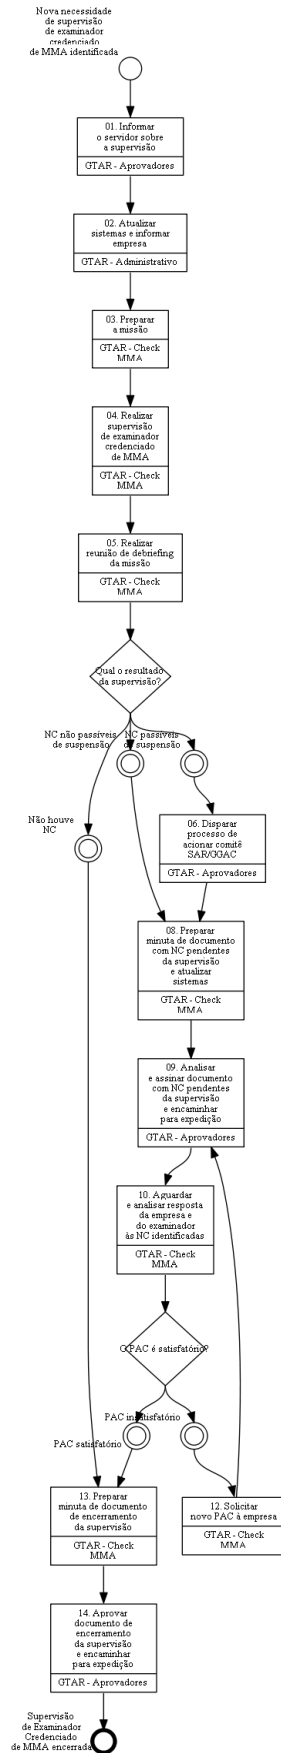 Nova necessidade
de supervisão
de examinador
credenciado
de MMA identificada
01. Informar
o servidor sobre
a supervisão
GTAR - Aprovadores
02. Atualizar
sistemas e informar
empresa
GTAR - Administrativo
03. Preparar
a missão
GTAR - Check
MMA
04. Realizar
supervisão
de examinador
credenciado
de MMA
GTAR - Check
MMA
05. Realizar
reunião de debriefing
da missão
GTAR - Check
MMA
Qual o resultado
da supervisão?
NC não passíveis
de suspensão
NC passíveis
de suspensão
Não houve
NC
06. Disparar
processo de
acionar comitê
SAR/GGAC
GTAR - Aprovadores
08. Preparar
minuta de documento
com NC pendentes
da supervisão
e atualizar
sistemas
GTAR - Check
MMA
09. Analisar
e assinar documento
com NC pendentes
da supervisão
e encaminhar
para expedição
GTAR - Aprovadores
10. Aguardar
e analisar resposta
da empresa e
do examinador
às NC identificadas
GTAR - Check
MMA
O PAC é satisfatório?
PAC insatisfatório
PAC satisfatório
13. Preparar
minuta de documento
de encerramento
da supervisão
GTAR - Check
MMA
12. Solicitar
novo PAC à empresa
GTAR - Check
MMA
14. Aprovar
documento de
encerramento
da supervisão
e encaminhar
para expedição
GTAR - Aprovadores
Supervisão
de Examinador
Credenciado
de MMA encerrada